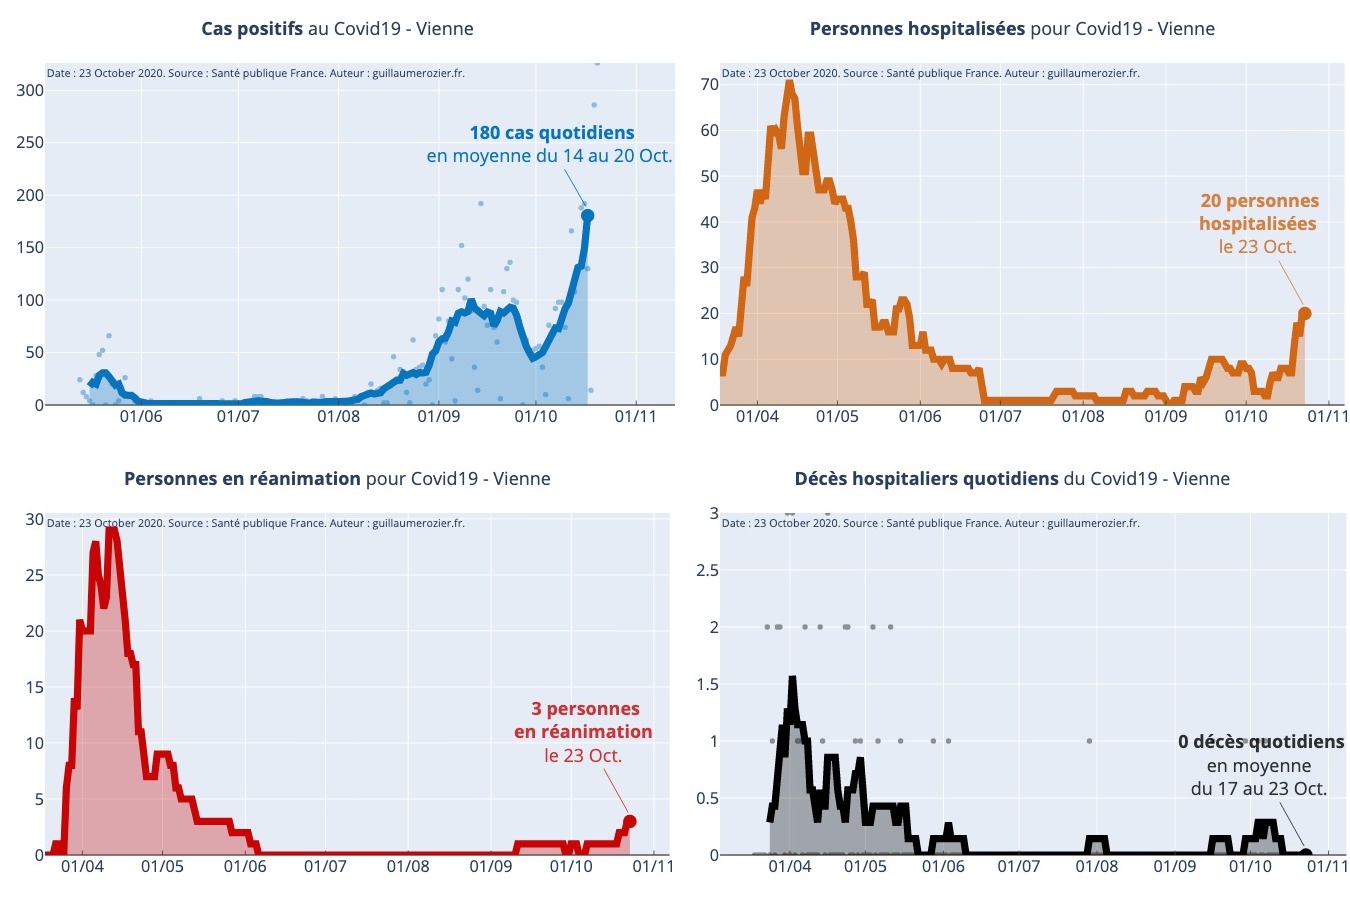 Cas positifs au Covid19 - Vienne
Date : 23 October 2020. Source : Santé publique France. Auteur : guillaumerozier.fr.
300
250
200
150
100
50
0
180 cas quotidiens
en moyenne du 14 au 20 Oct.
01/06 01/07 01/08 01/09 01/10 01/11
Personnes hospitalisées pour Covid19 - Vienne
Date : 23 October 2020. Source : Santé publique France. Auteur : guillaumerozier.fr.
70
60
50
40
30
20
10
0
20 personnes
hospitalisées
le 23 Oct.
01/04 01/05 01/06 01/07 01/08 01/09 01/10 01/11
Personnes en réanimation pour Covid19 - Vienne
Date : 23 October 2020. Source : Santé publique France. Auteur : guillaumerozier.fr.
30
25
20
15
10
5
0
3 personnes
en réanimation
le 23 Oct.
01/04 01/05 01/06 01/07 01/08 01/09 01/10 01/11
Décès hospitaliers quotidiens du Covid19 - Vienne
Date : 23 October 2020. Source : Santé publique France. Auteur : guillaumerozier.fr.
3
2.5
2
1.5
1
0.5
0
0 décès quotidiens
en moyenne
du 17 au 23 Oct.
01/04 01/05 01/06 01/07 01/08 01/09 01/10 01/11